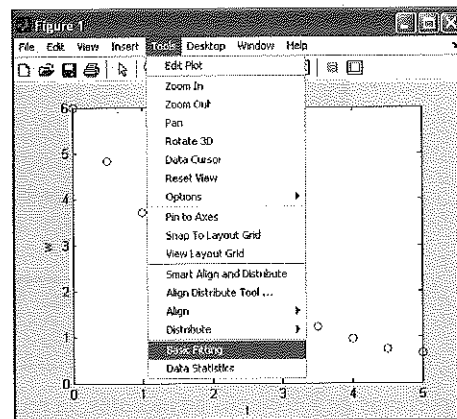 Figure 1
File Edit View Insert Tools Desktop Window Help
Edit Plot
Zoom In
Zoom Out
Pan
Rotate 3D
Data Cursor
Reset View
Options
Pin to Axes
Snap To Layout Grid
View Layout Grid
Smart Align and Distribute
Align Distribute Tool ...
Align
Distribute
Basic Fitting
Data Statistics
6
5
4
w
3
2
1
0
0 1 2 3 4 5
t